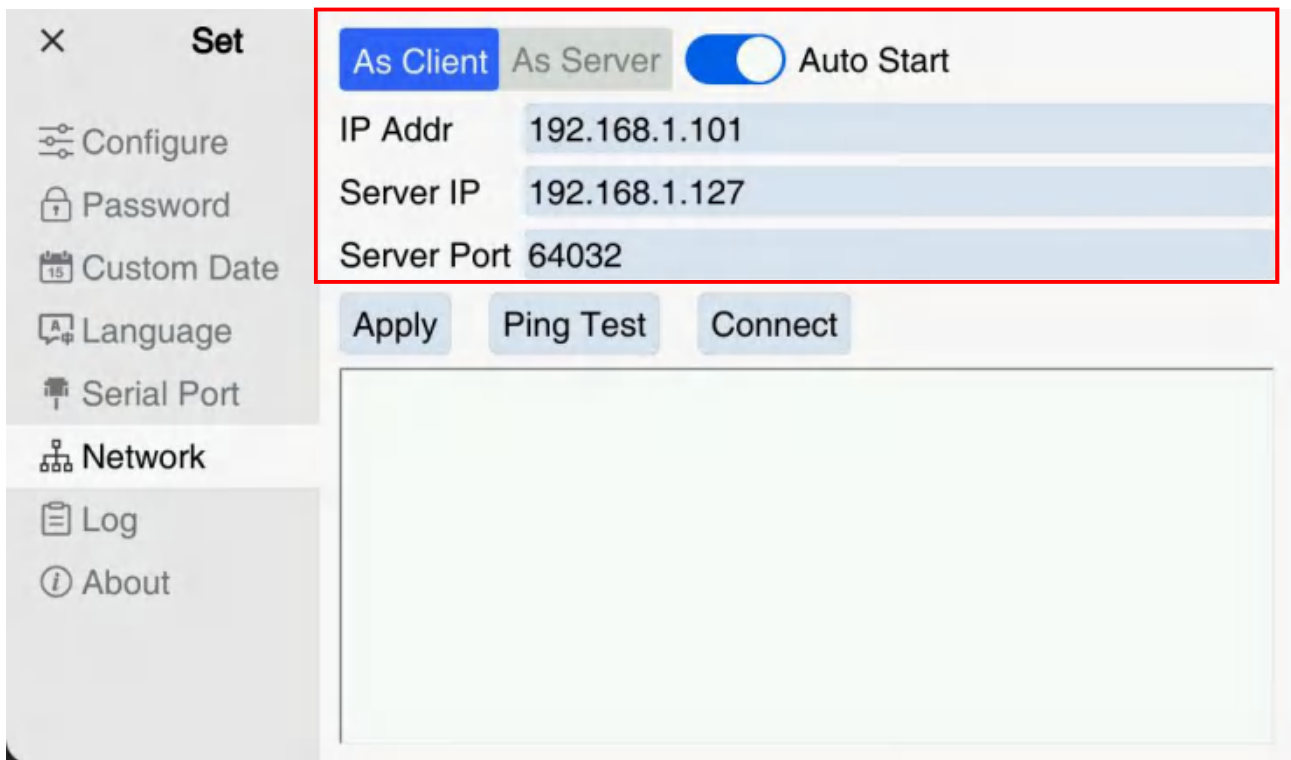 Set
Configure
Password
15
Custom Date
Language
Serial Port
Network
Log
About
As Client As Server Auto Start
IP Addr 192.168.1.101
Server IP 192.168.1.127
Server Port 64032
Apply Ping Test Connect